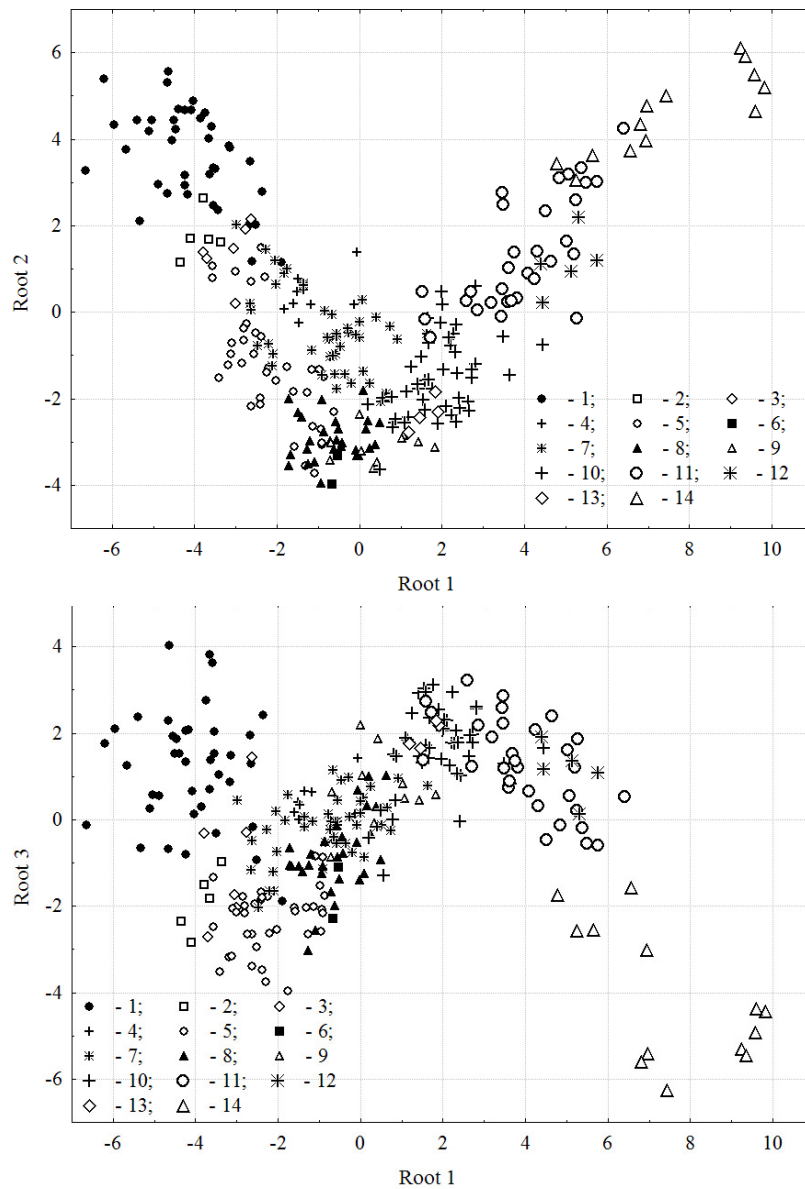 6
4
2
0
-2
-4
Root 2
- 1; - 2; - 3;
- 4; - 5; - 6;
- 7; - 8; - 9
- 10; - 11; - 12
- 13; - 14
-6 -4 -2 0 2 4 6 8 10
Root 1
4
2
0
-2
-4
-6
Root 3
- 1; - 2; - 3;
- 4; - 5; - 6;
- 7; - 8; - 9
- 10; - 11; - 12
- 13; - 14
-6 -4 -2 0 2 4 6 8 10
Root 1